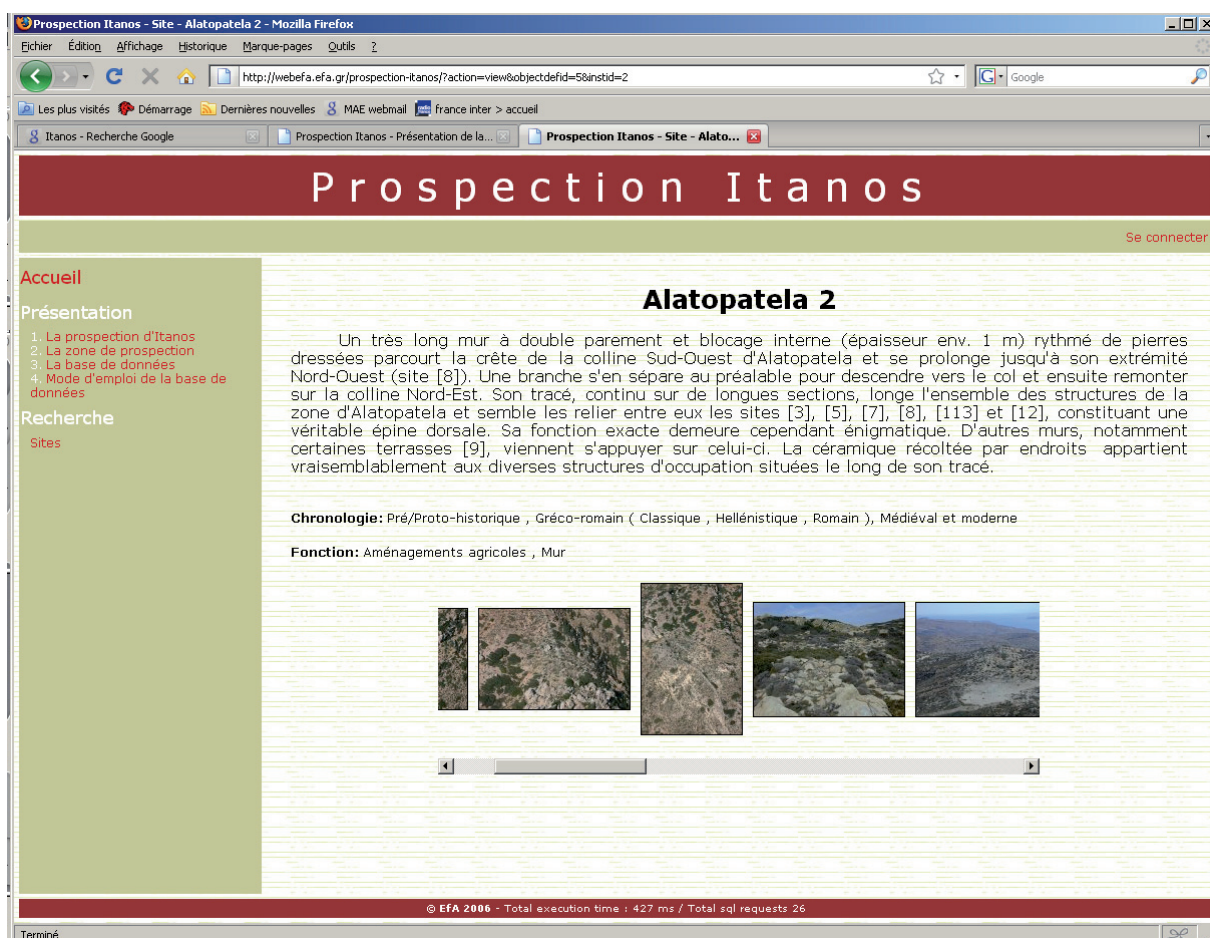 Prospection Itanos - Site - Alatopatela 2 - Mozilla Firefox
Fichier Édition Affichage Historique Marque-pages Outils ?
http://webefa.efa.gr/prospection-itanos/?action=view&objectdefid=5&instid=2
Google
Les plus visités Démarrage Dernières nouvelles MAE webmail france inter > accueil
Itanos - Recherche Google
Prospection Itanos - Présentation de la...
Prospection Itanos - Site - Alato...
Prospection Itanos
Se connecter
Accueil
Présentation
1. La prospection d'Itanos
2. La zone de prospection
3. La base de données
4. Mode d'emploi de la base de
données
Recherche
Sites
Alatopatela 2
Un très long mur à double parement et blocage interne (épaisseur env. 1 m) rythmé de pierres
dressées parcourt la crête de la colline Sud-Ouest d'Alatopatela et se prolonge jusqu'à son extrémité
Nord-Ouest (site [8]). Une branche s'en sépare au préalable pour descendre vers le col et ensuite remonter
sur la colline Nord-Est. Son tracé, continu sur de longues sections, longe l'ensemble des structures de la
zone d'Alatopatela et semble les relier entre eux les sites [3], [5], [7], [8], [113] et [12], constituant une
véritable épine dorsale. Sa fonction exacte demeure cependant énigmatique. D'autres murs, notamment
certaines terrasses [9], viennent s'appuyer sur celui-ci. La céramique récoltée par endroits appartient
vraisemblablement aux diverses structures d'occupation situées le long de son tracé.
Chronologie: Pré/Proto-historique , Gréco-romain ( Classique , Hellénistique , Romain ), Médiéval et moderne
Fonction: Aménagements agricoles , Mur
© EfA 2006 - Total execution time : 427 ms / Total sql requests 26
Terminé